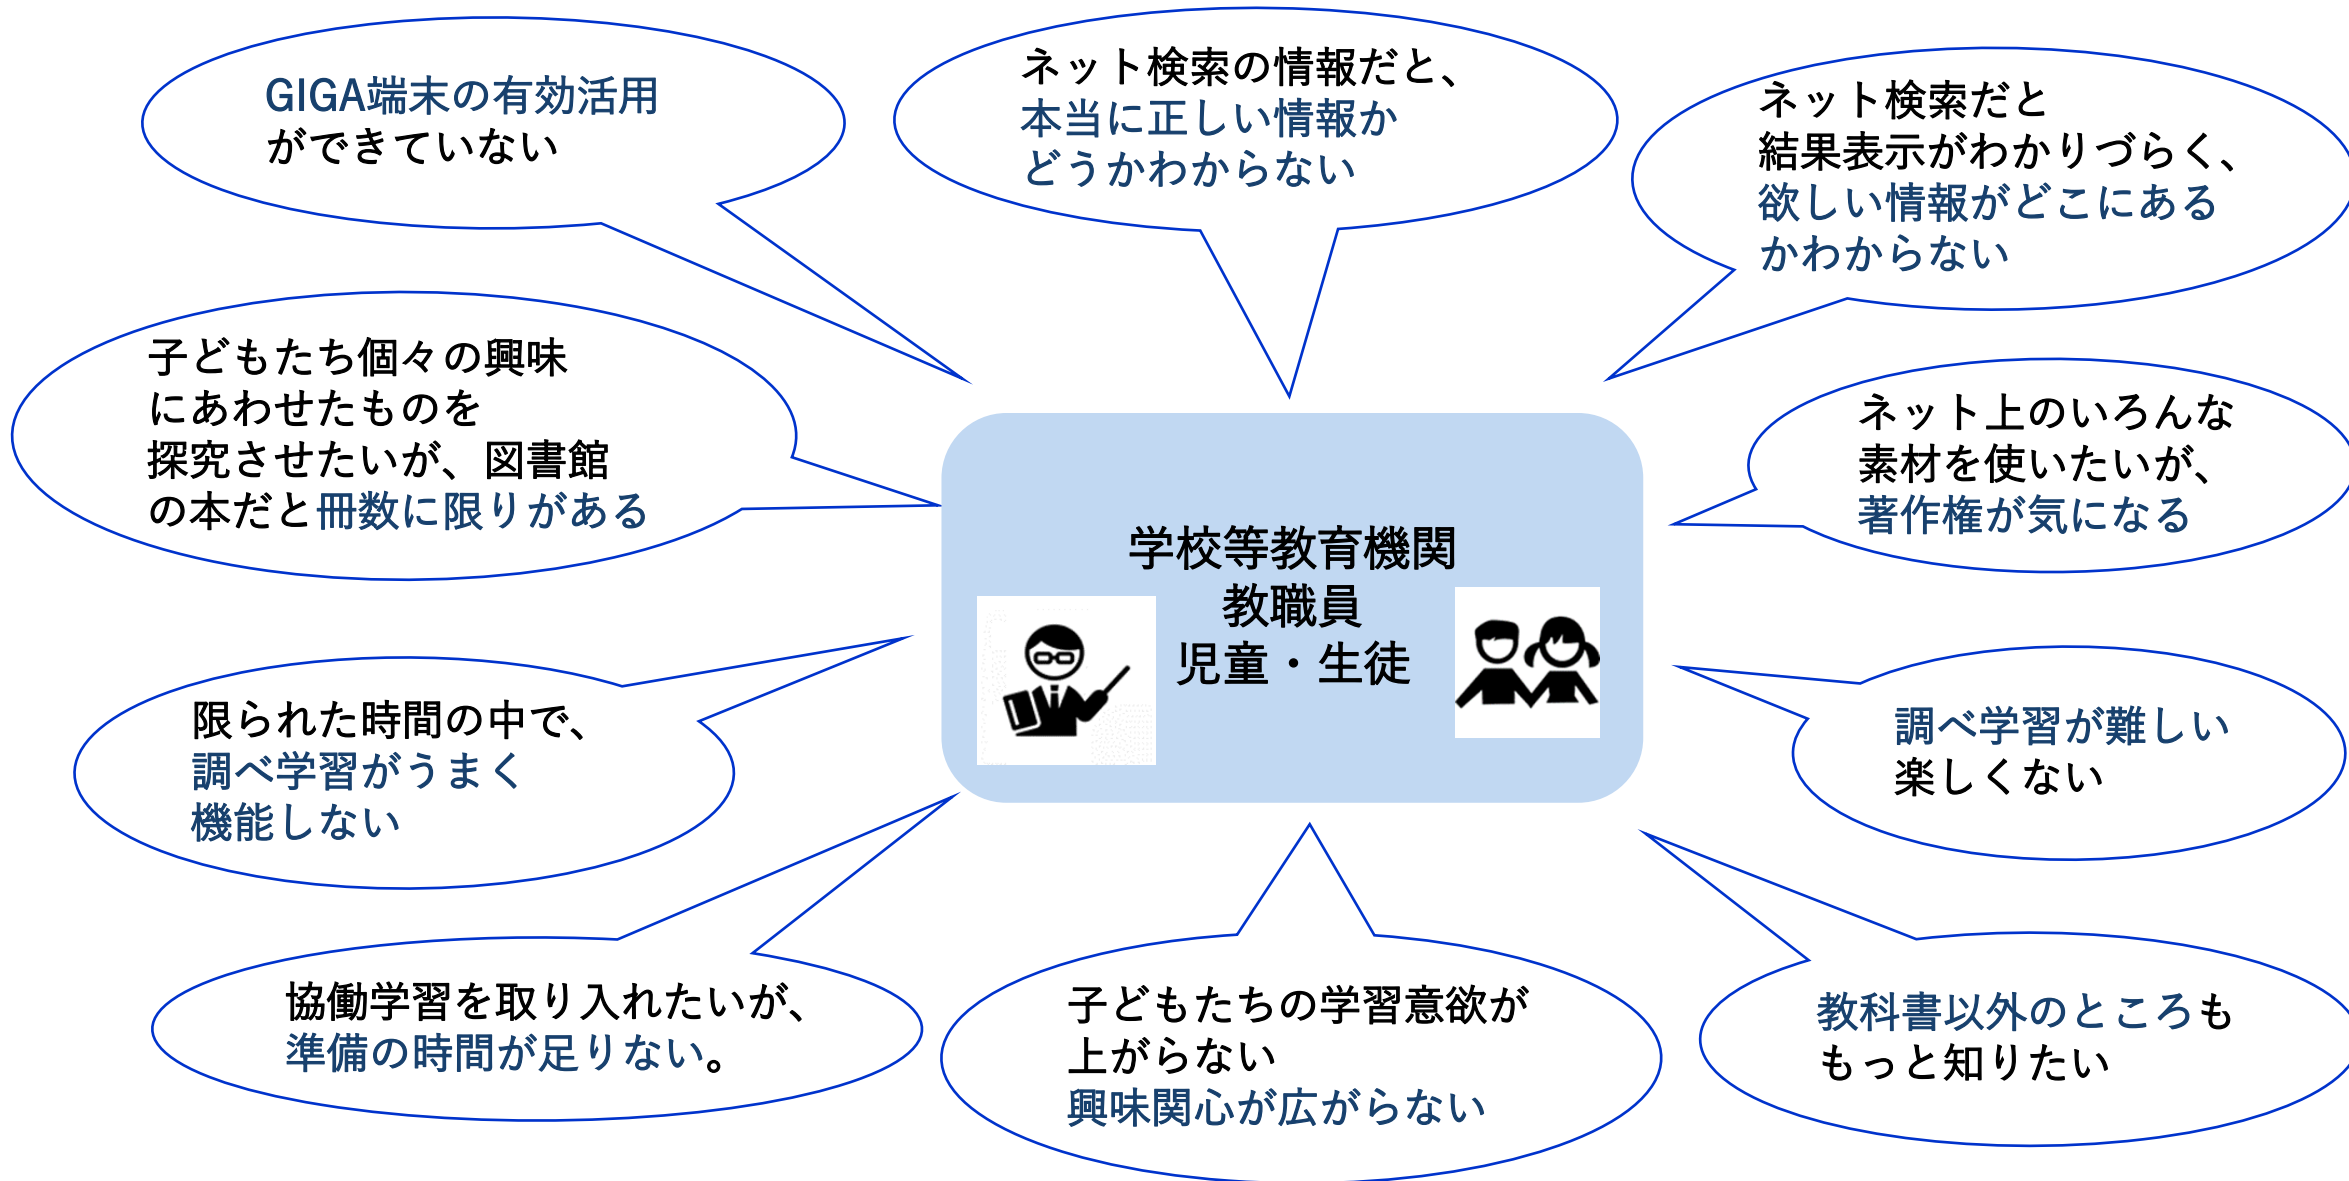 GIGA端末の有効活用
ができていない
ネット検索の情報だと、
本当に正しい情報か
どうかわからない
ネット検索だと
結果表示がわかりづらく、
欲しい情報がどこにある
かわからない
子どもたち個々の興味
にあわせたものを
探究させたいが、図書館
の本だと冊数に限りがある
ネット上のいろんな
素材を使いたいが、
著作権が気になる
学校等教育機関
教職員
児童・生徒
限られた時間の中で、
調べ学習がうまく
機能しない
調べ学習が難しい
楽しくない
協働学習を取り入れたいが、
準備の時間が足りない。
子どもたちの学習意欲が
上がらない
興味関心が広がらない
教科書以外のところも
もっと知りたい